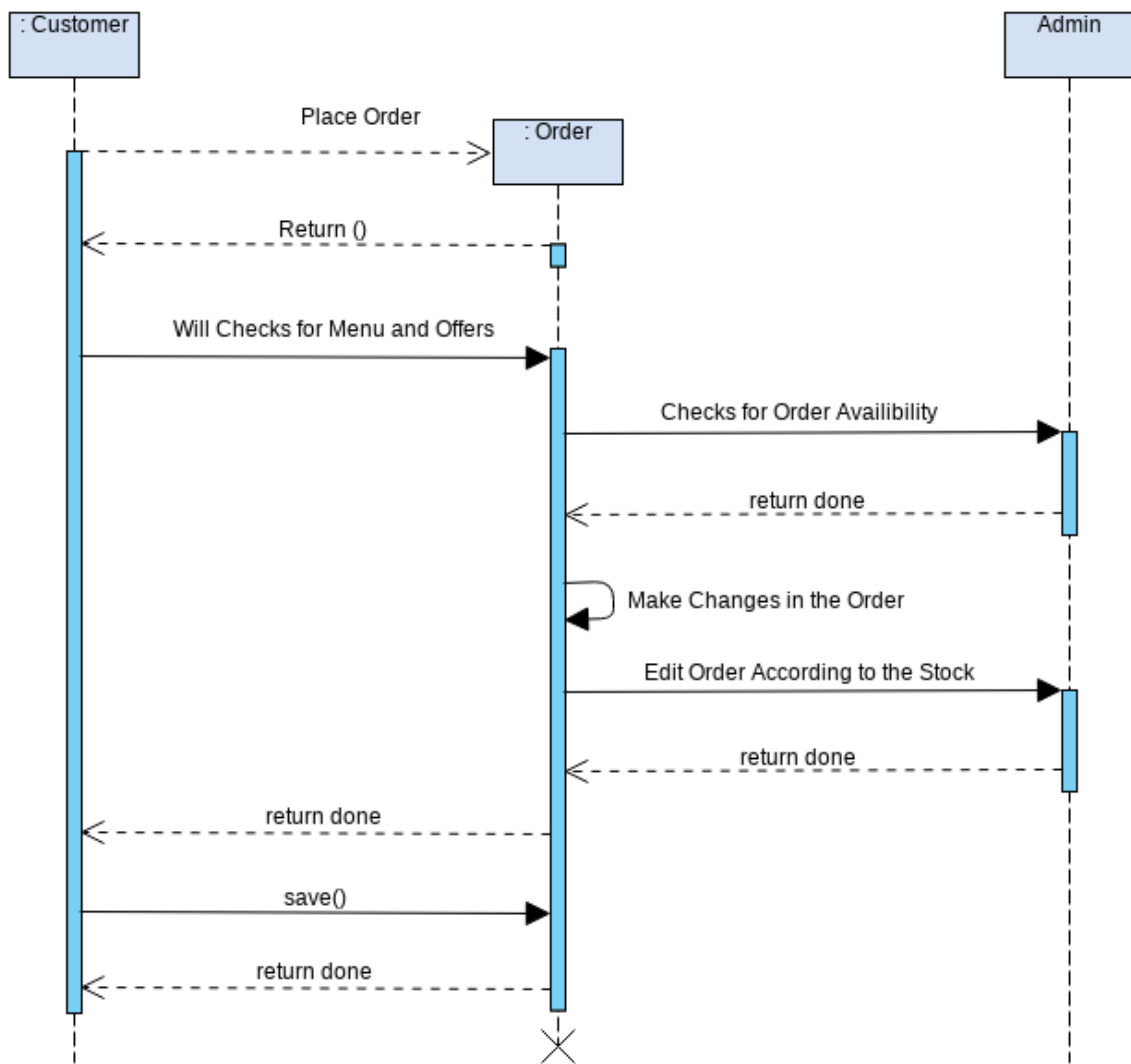 : Customer
Admin
Place Order
: Order
Return ()
Will Checks for Menu and Offers
Checks for Order Availibility
return done
Make Changes in the Order
Edit Order According to the Stock
return done
return done
save()
return done